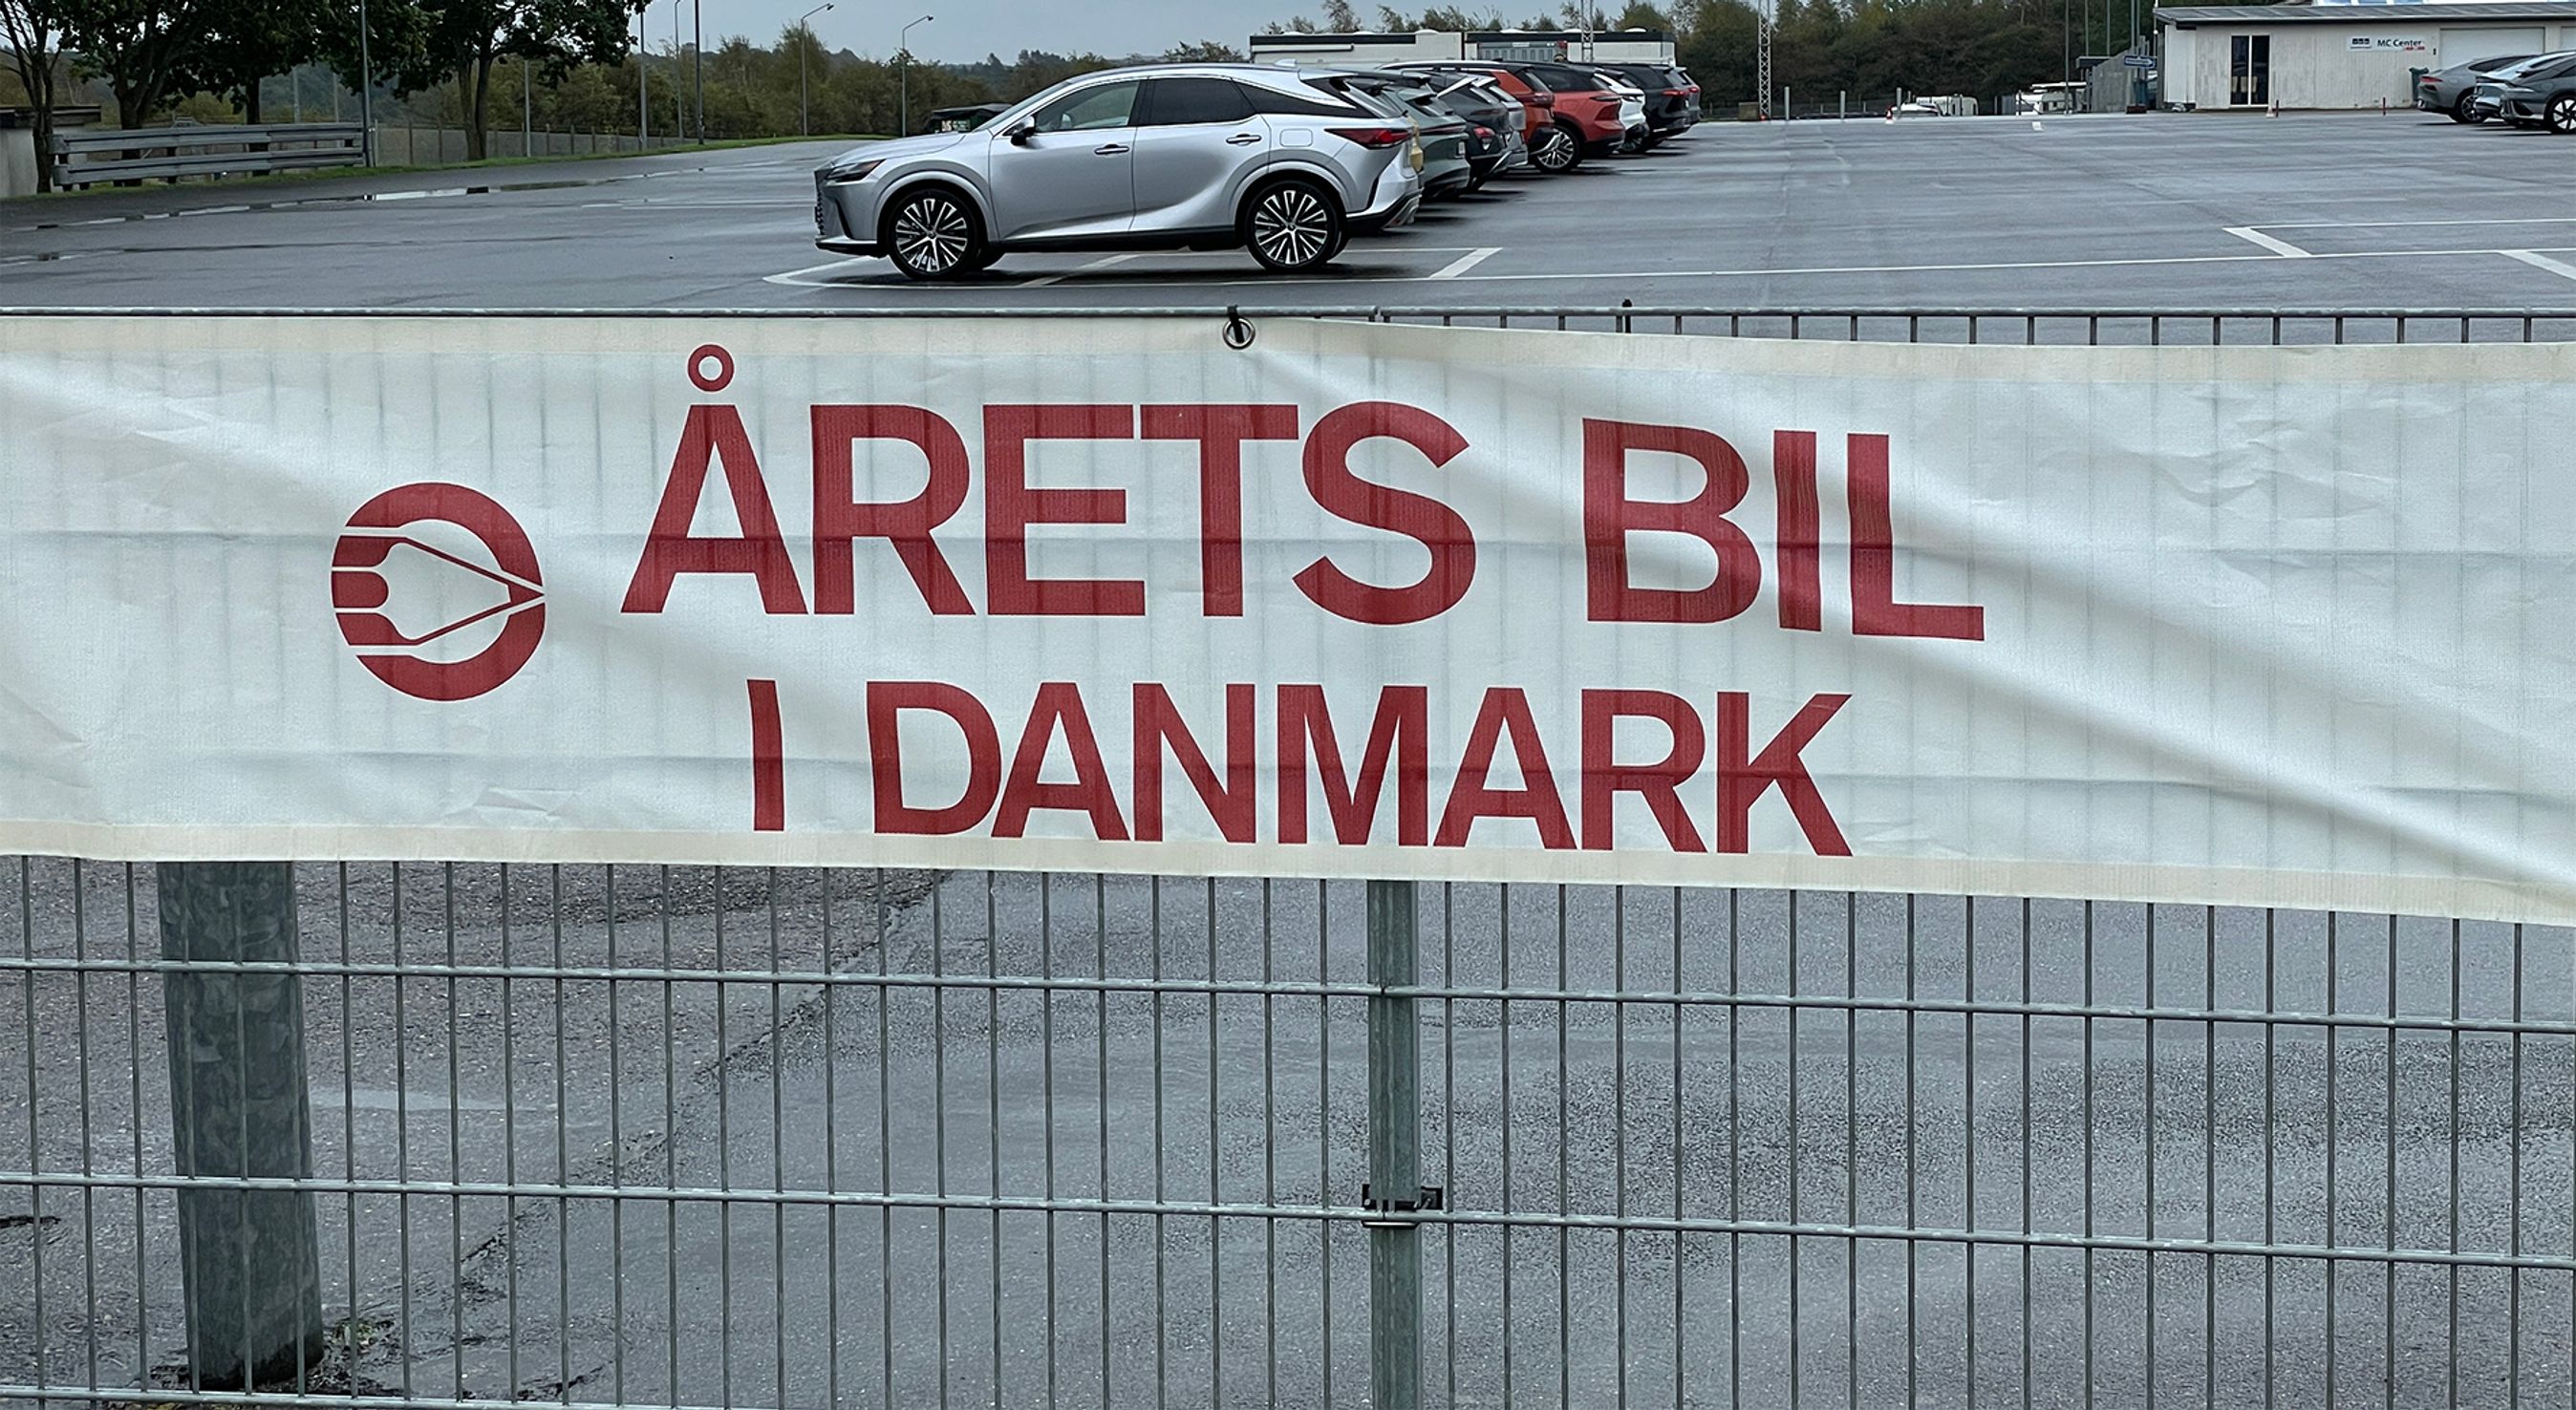 MC Center
ÅRETS BIL
I DANMARK